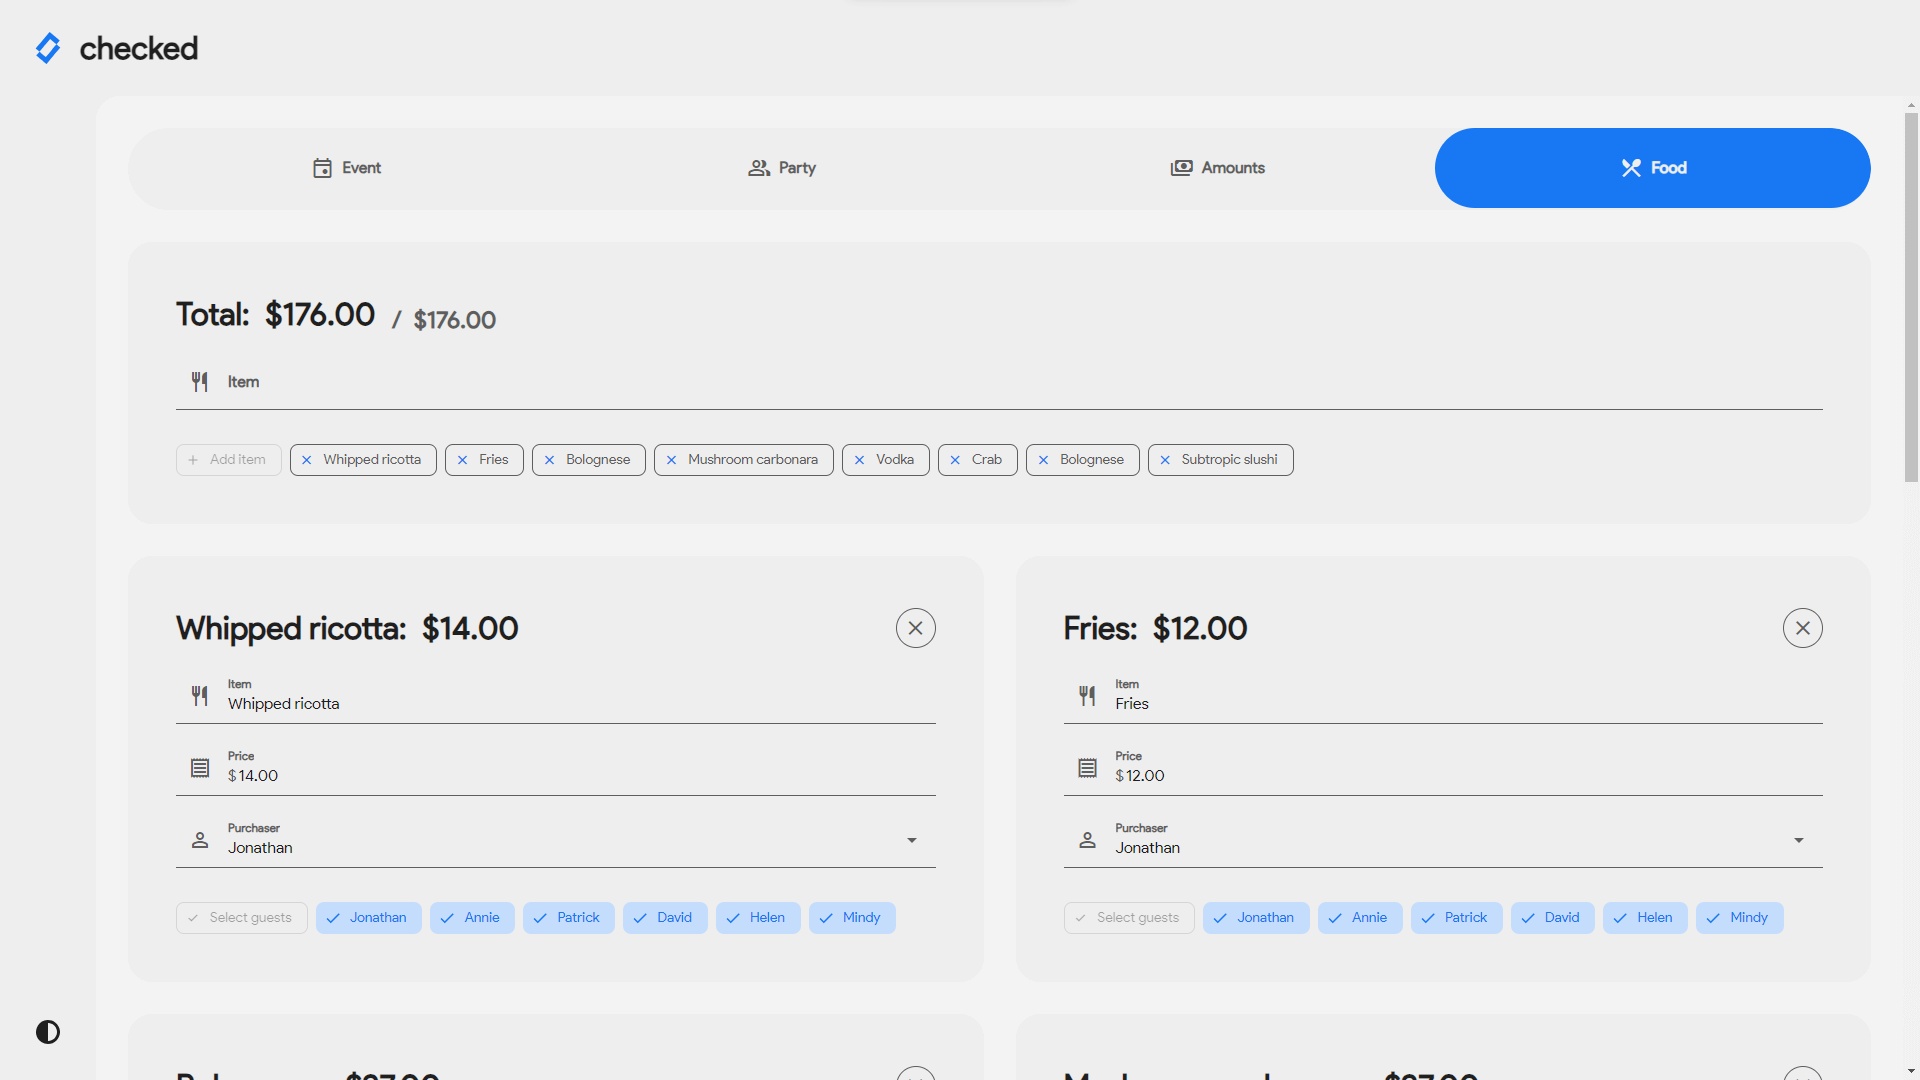 checked
Event Party Amounts Food
Total: $176.00 / $176.00
Item
Add item Whipped ricotta Fries Bolognese Mushroom carbonara Vodka Crab Bolognese Subtropic slushi
Whipped ricotta: $14.00
Item
Whipped ricotta
Price
$14.00
Purchaser
Jonathan
Select guests Jonathan Annie Patrick David Helen Mindy
Fries: $12.00
Item
Fries
Price
$12.00
Purchaser
Jonathan
Select guests Jonathan Annie Patrick David Helen Mindy